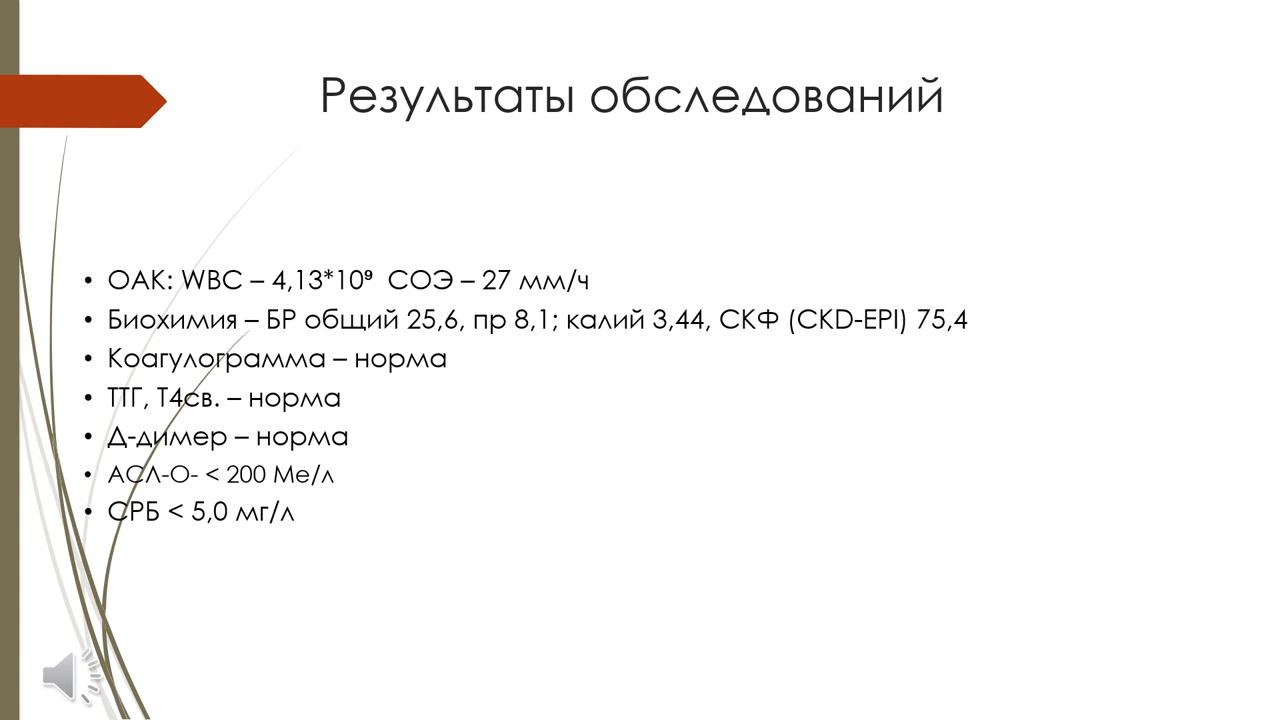 Результаты обследований
• ОАК: WBC – 4,13*10⁹ СОЭ – 27 мм/ч
• Биохимия – БР общий 25,6, пр 8,1; калий 3,44, СКФ (CKD-EPI) 75,4
• Коагулограмма – норма
• ТТГ, Т4св. – норма
• Д-димер – норма
• АСЛ-О- < 200 Ме/л
• СРБ < 5,0 мг/л